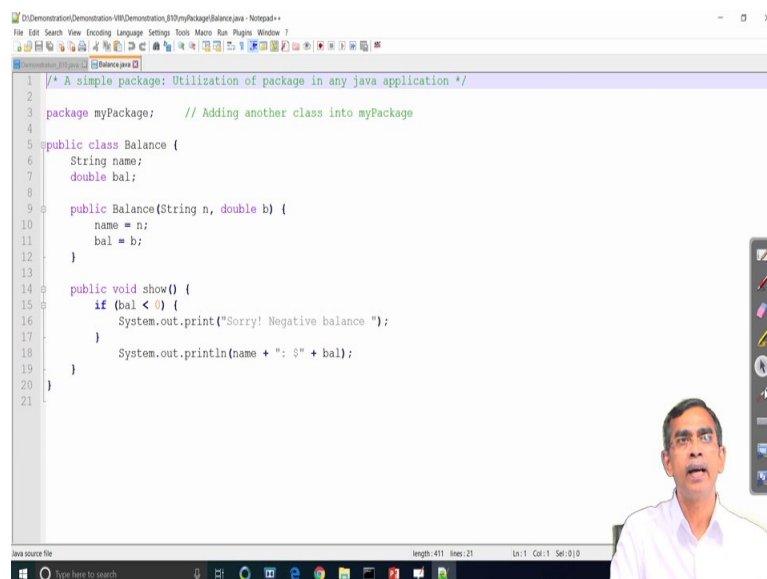 D:\Demonstration\Demonstration-VIII\Demonstration_810\myPackage\Balance.java - Notepad++
File Edit Search View Encoding Language Settings Tools Macro Run Plugins Window ?
Demonstration_810.java Balance.java
1 /* A simple package: Utilization of package in any java application */
2
3 package myPackage; // Adding another class into myPackage
4
5 public class Balance {
6 String name;
7 double bal;
8
9 public Balance(String n, double b) {
10 name = n;
11 bal = b;
12 }
13
14 public void show() {
15 if (bal < 0) {
16 System.out.print("Sorry! Negative balance ");
17 }
18 System.out.println(name + ": $" + bal);
19 }
20 }
21
Java source file length: 411 lines: 21 Ln: 1 Col: 1 Sel: 0 | 0
Type here to search